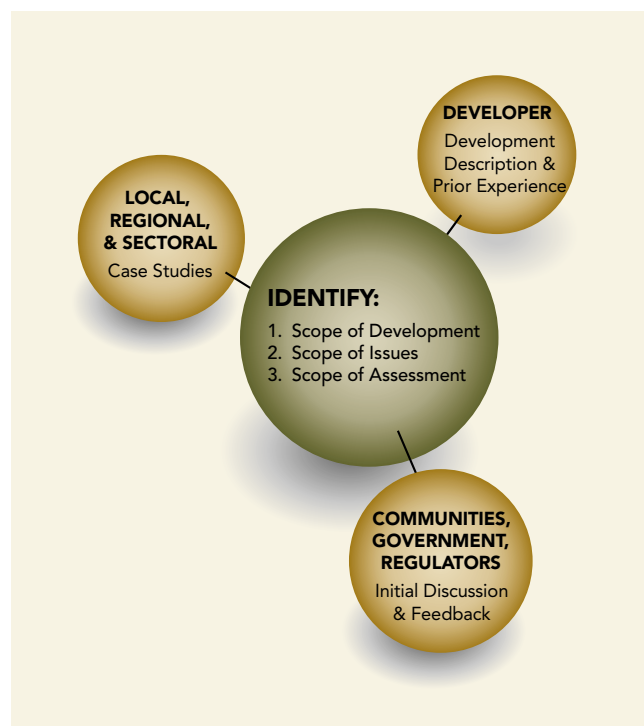 DEVELOPER
Development
Description &
Prior Experience
LOCAL,
REGIONAL,
& SECTORAL
Case Studies
IDENTIFY:
1. Scope of Development
2. Scope of Issues
3. Scope of Assessment
COMMUNITIES,
GOVERNMENT,
REGULATORS
Initial Discussion
& Feedback